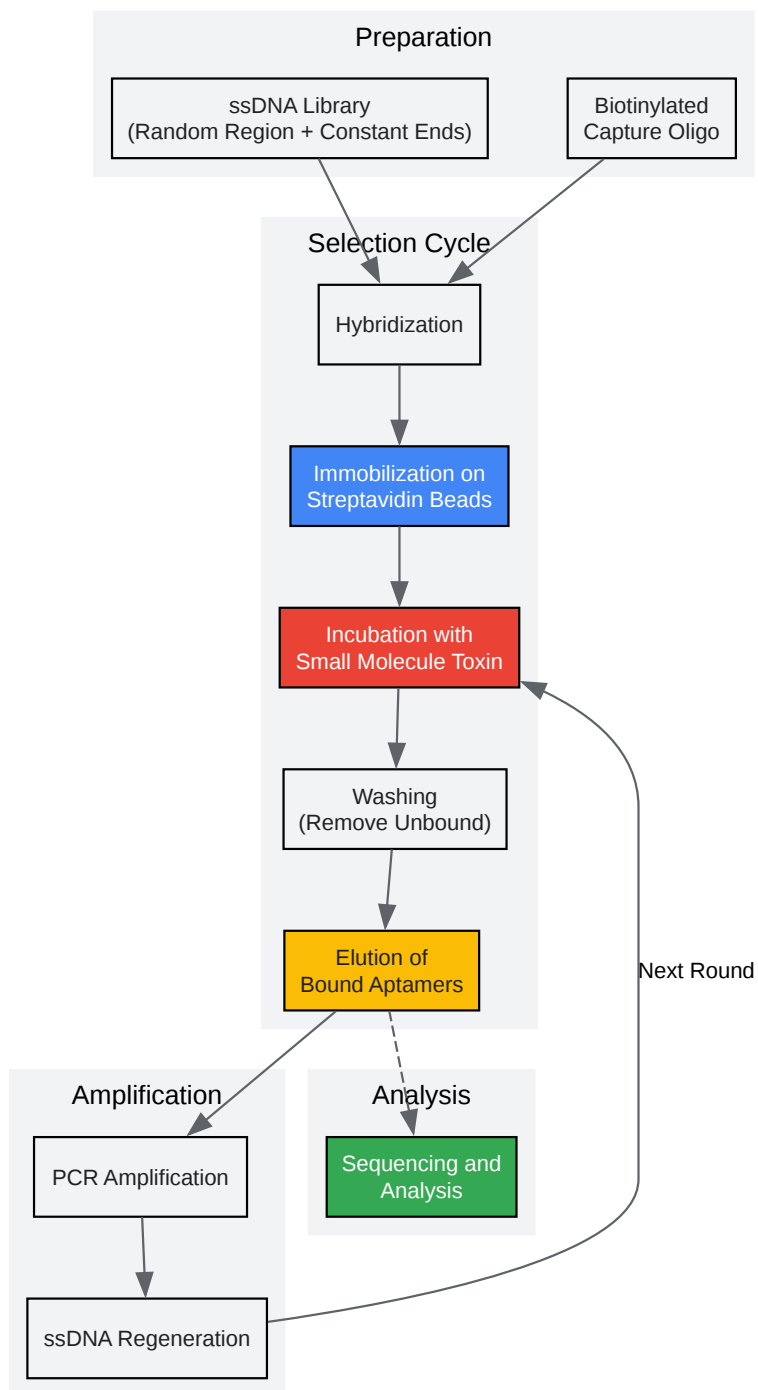 Preparation
ssDNA Library
(Random Region + Constant Ends)
Biotinylated
Capture Oligo
Selection Cycle
Hybridization
Immobilization on
Streptavidin Beads
Incubation with
Small Molecule Toxin
Washing
(Remove Unbound)
Elution of
Bound Aptamers
Next Round
Amplification
PCR Amplification
ssDNA Regeneration
Analysis
Sequencing and
Analysis